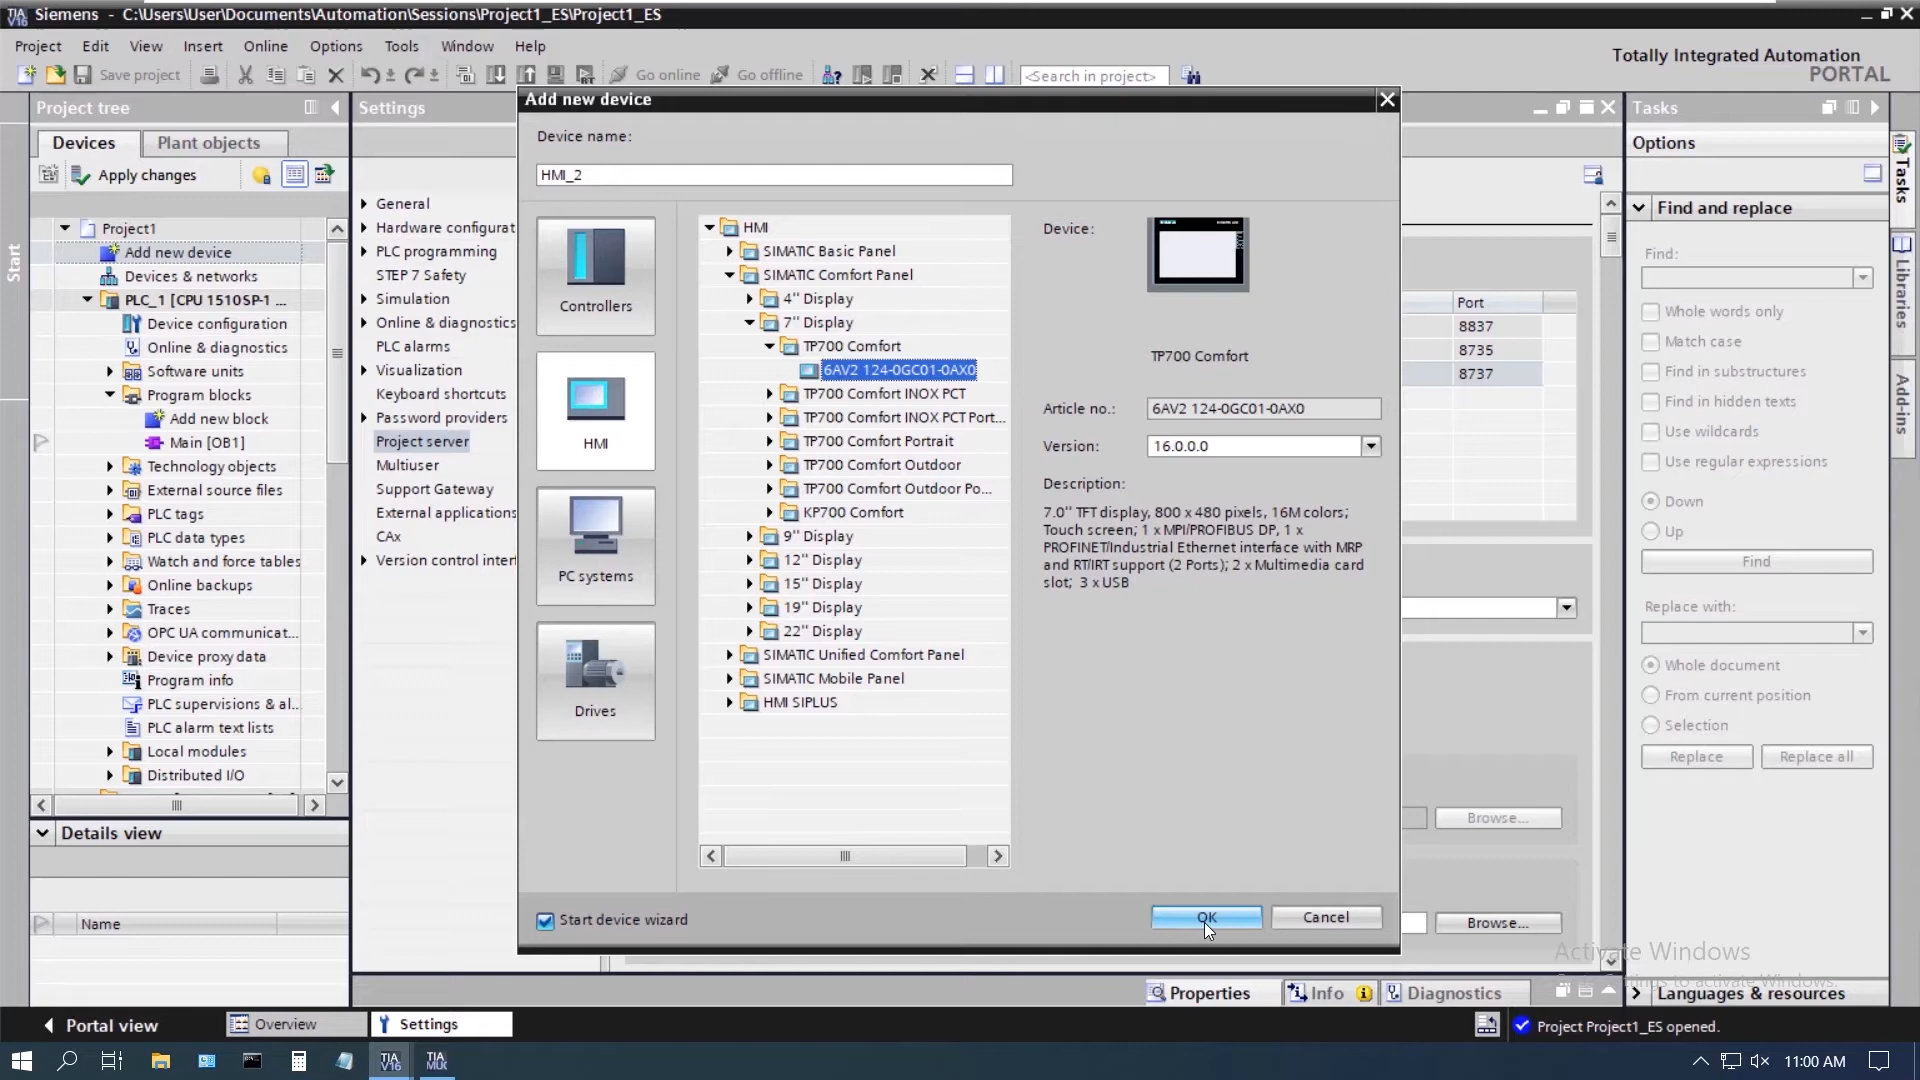 Siemens - C:\Users\User\Documents\Automation\Sessions\Project1_ES\Project1_ES
Project Edit View Insert Online Options Tools Window Help
Totally Integrated Automation
PORTAL
Save project Go online Go offline <Search in project>
Project tree
Devices Plant objects
Apply changes
Start
Project1
Add new device
Devices & networks
PLC_1 [CPU 1510SP-1 ...
Device configuration
Online & diagnostics
Software units
Program blocks
Add new block
Main [OB1]
Technology objects
External source files
PLC tags
PLC data types
Watch and force tables
Online backups
Traces
OPC UA communicat...
Device proxy data
Program info
PLC supervisions & al...
PLC alarm text lists
Local modules
Distributed I/O
Details view
Name
Settings
General
Hardware configurat
PLC programming
STEP 7 Safety
Simulation
Online & diagnostics
PLC alarms
Visualization
Keyboard shortcuts
Password providers
Project server
Multiuser
Support Gateway
External applications
CAx
Version control interf
Add new device
Device name:
HMI_2
Controllers
HMI
PC systems
Drives
HMI
SIMATIC Basic Panel
SIMATIC Comfort Panel
4" Display
7" Display
TP700 Comfort
6AV2 124-0GC01-0AX0
TP700 Comfort INOX PCT
TP700 Comfort INOX PCT Port...
TP700 Comfort Portrait
TP700 Comfort Outdoor
TP700 Comfort Outdoor Po...
KP700 Comfort
9" Display
12" Display
15" Display
19" Display
22" Display
SIMATIC Unified Comfort Panel
SIMATIC Mobile Panel
HMI SIPLUS
Device:
TP700 Comfort
Article no.: 6AV2 124-0GC01-0AX0
Version: 16.0.0.0
Description:
7.0" TFT display, 800 x 480 pixels, 16M colors;
Touch screen; 1 x MPI/PROFIBUS DP, 1 x
PROFINET/Industrial Ethernet interface with MRP
and RT/IRT support (2 Ports); 2 x Multimedia card
slot; 3 x USB
Start device wizard
OK Cancel
Port
8837
8735
8737
Browse...
Browse...
Tasks
Options
Find and replace
Find:
Whole words only
Match case
Find in substructures
Find in hidden texts
Use wildcards
Use regular expressions
Down
Up
Find
Replace with:
Whole document
From current position
Selection
Replace Replace all
Languages & resources
Tasks
Libraries
Add-ins
Activate Windows
Properties Info Diagnostics
Portal view Overview Settings
Project Project1_ES opened.
11:00 AM